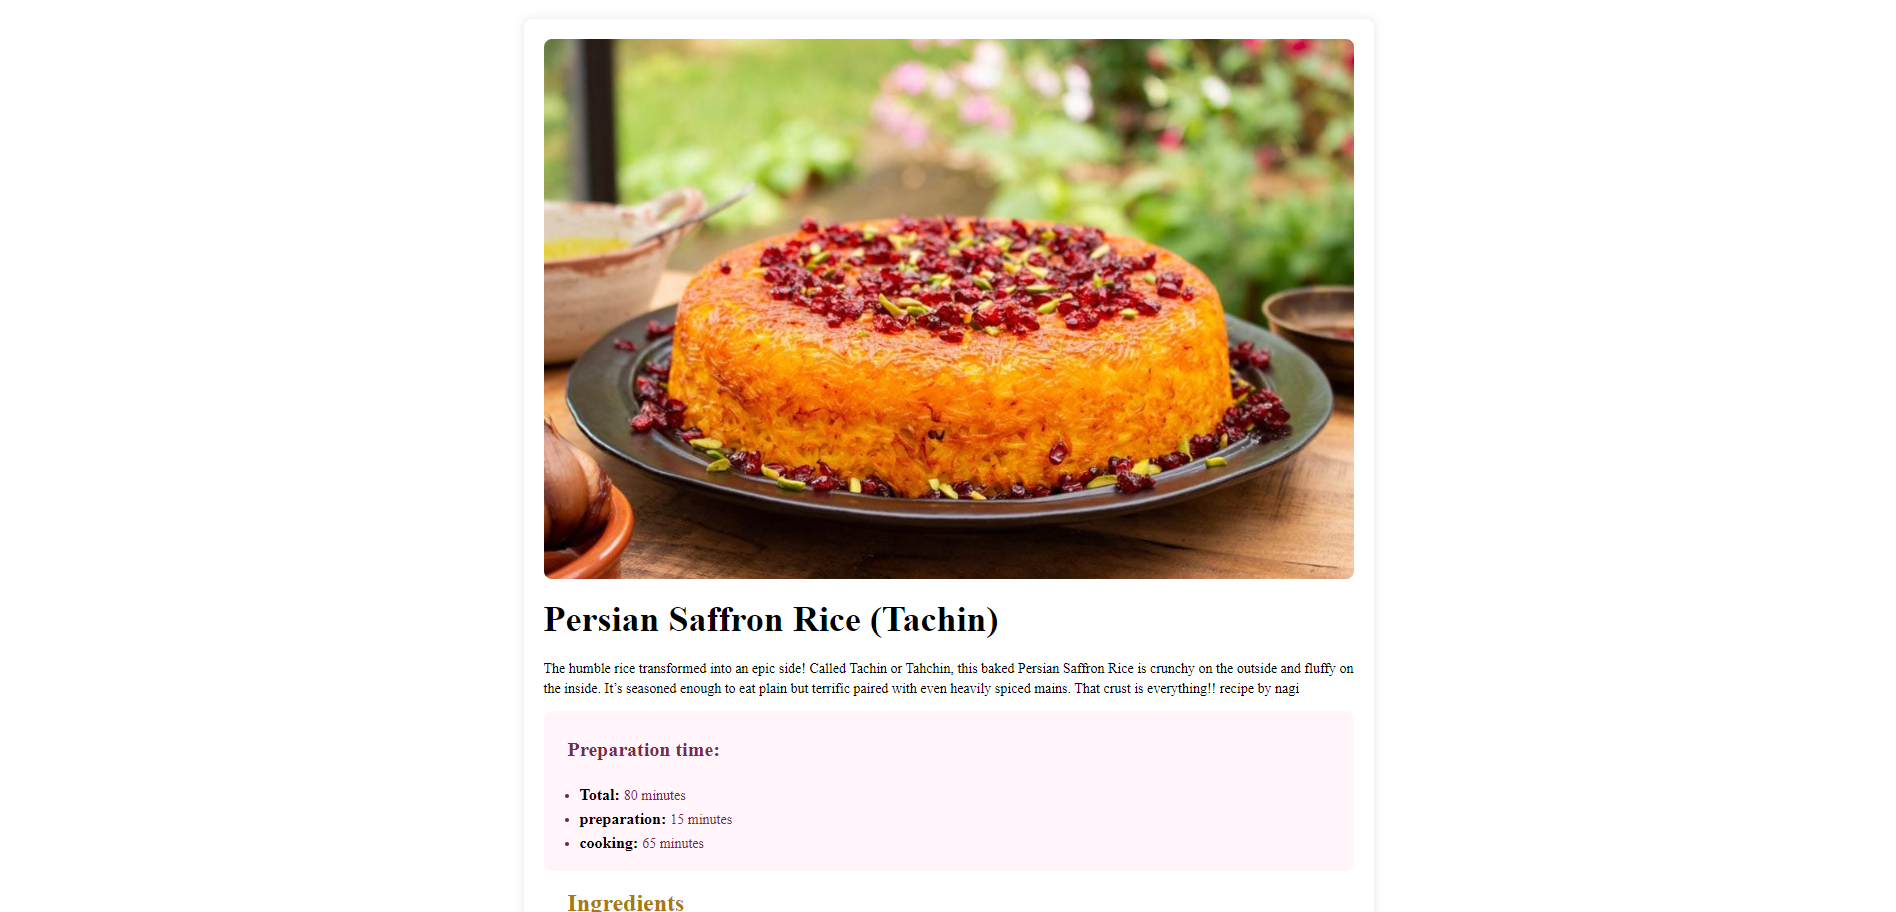 Persian Saffron Rice (Tachin)
The humble rice transformed into an epic side! Called Tachin or Tahchin, this baked Persian Saffron Rice is crunchy on the outside and fluffy on
the inside. It’s seasoned enough to eat plain but terrific paired with even heavily spiced mains. That crust is everything!! recipe by nagi
Preparation time:
Total: 80 minutes
preparation: 15 minutes
cooking: 65 minutes
Ingredients